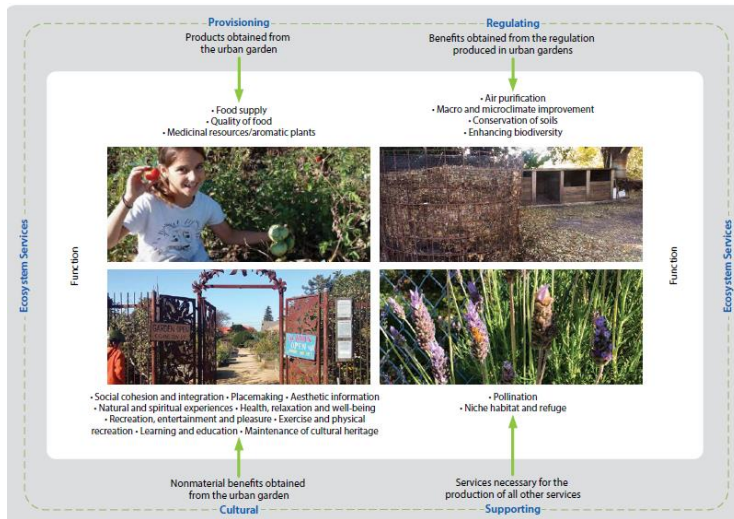 Provisioning
Products obtained from
the urban garden
Regulating
Benefits obtained from the regulation
produced in urban gardens
• Food supply
• Quality of food
• Medicinal resources/aromatic plants
• Air purification
• Macro and microclimate improvement
• Conservation of soils
• Enhancing biodiversity
Ecosystem Services
Function
Function
Ecosystem Services
GARDEN OPEN
OPEN
• Social cohesion and integration • Placemaking • Aesthetic information
• Natural and spiritual experiences • Health, relaxation and well-being
• Recreation, entertainment and pleasure • Exercise and physical
recreation • Learning and education • Maintenance of cultural heritage
• Pollination
• Niche habitat and refuge
Nonmaterial benefits obtained
from the urban garden
Cultural
Services necessary for the
production of all other services
Supporting